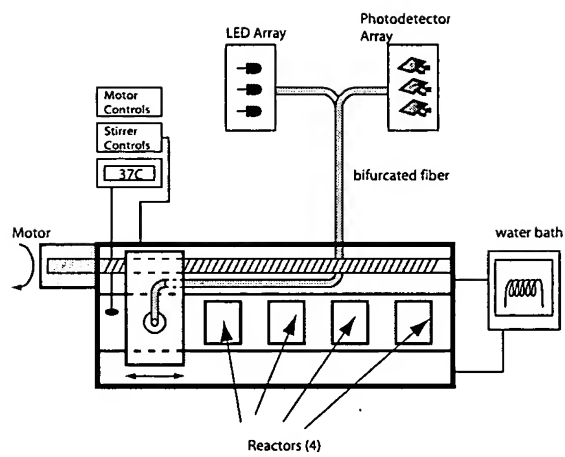 LED Array
Photodetector
Array
Motor
Controls
Stirrer
Controls
37C
bifurcated fiber
Motor
water bath
Reactors (4)